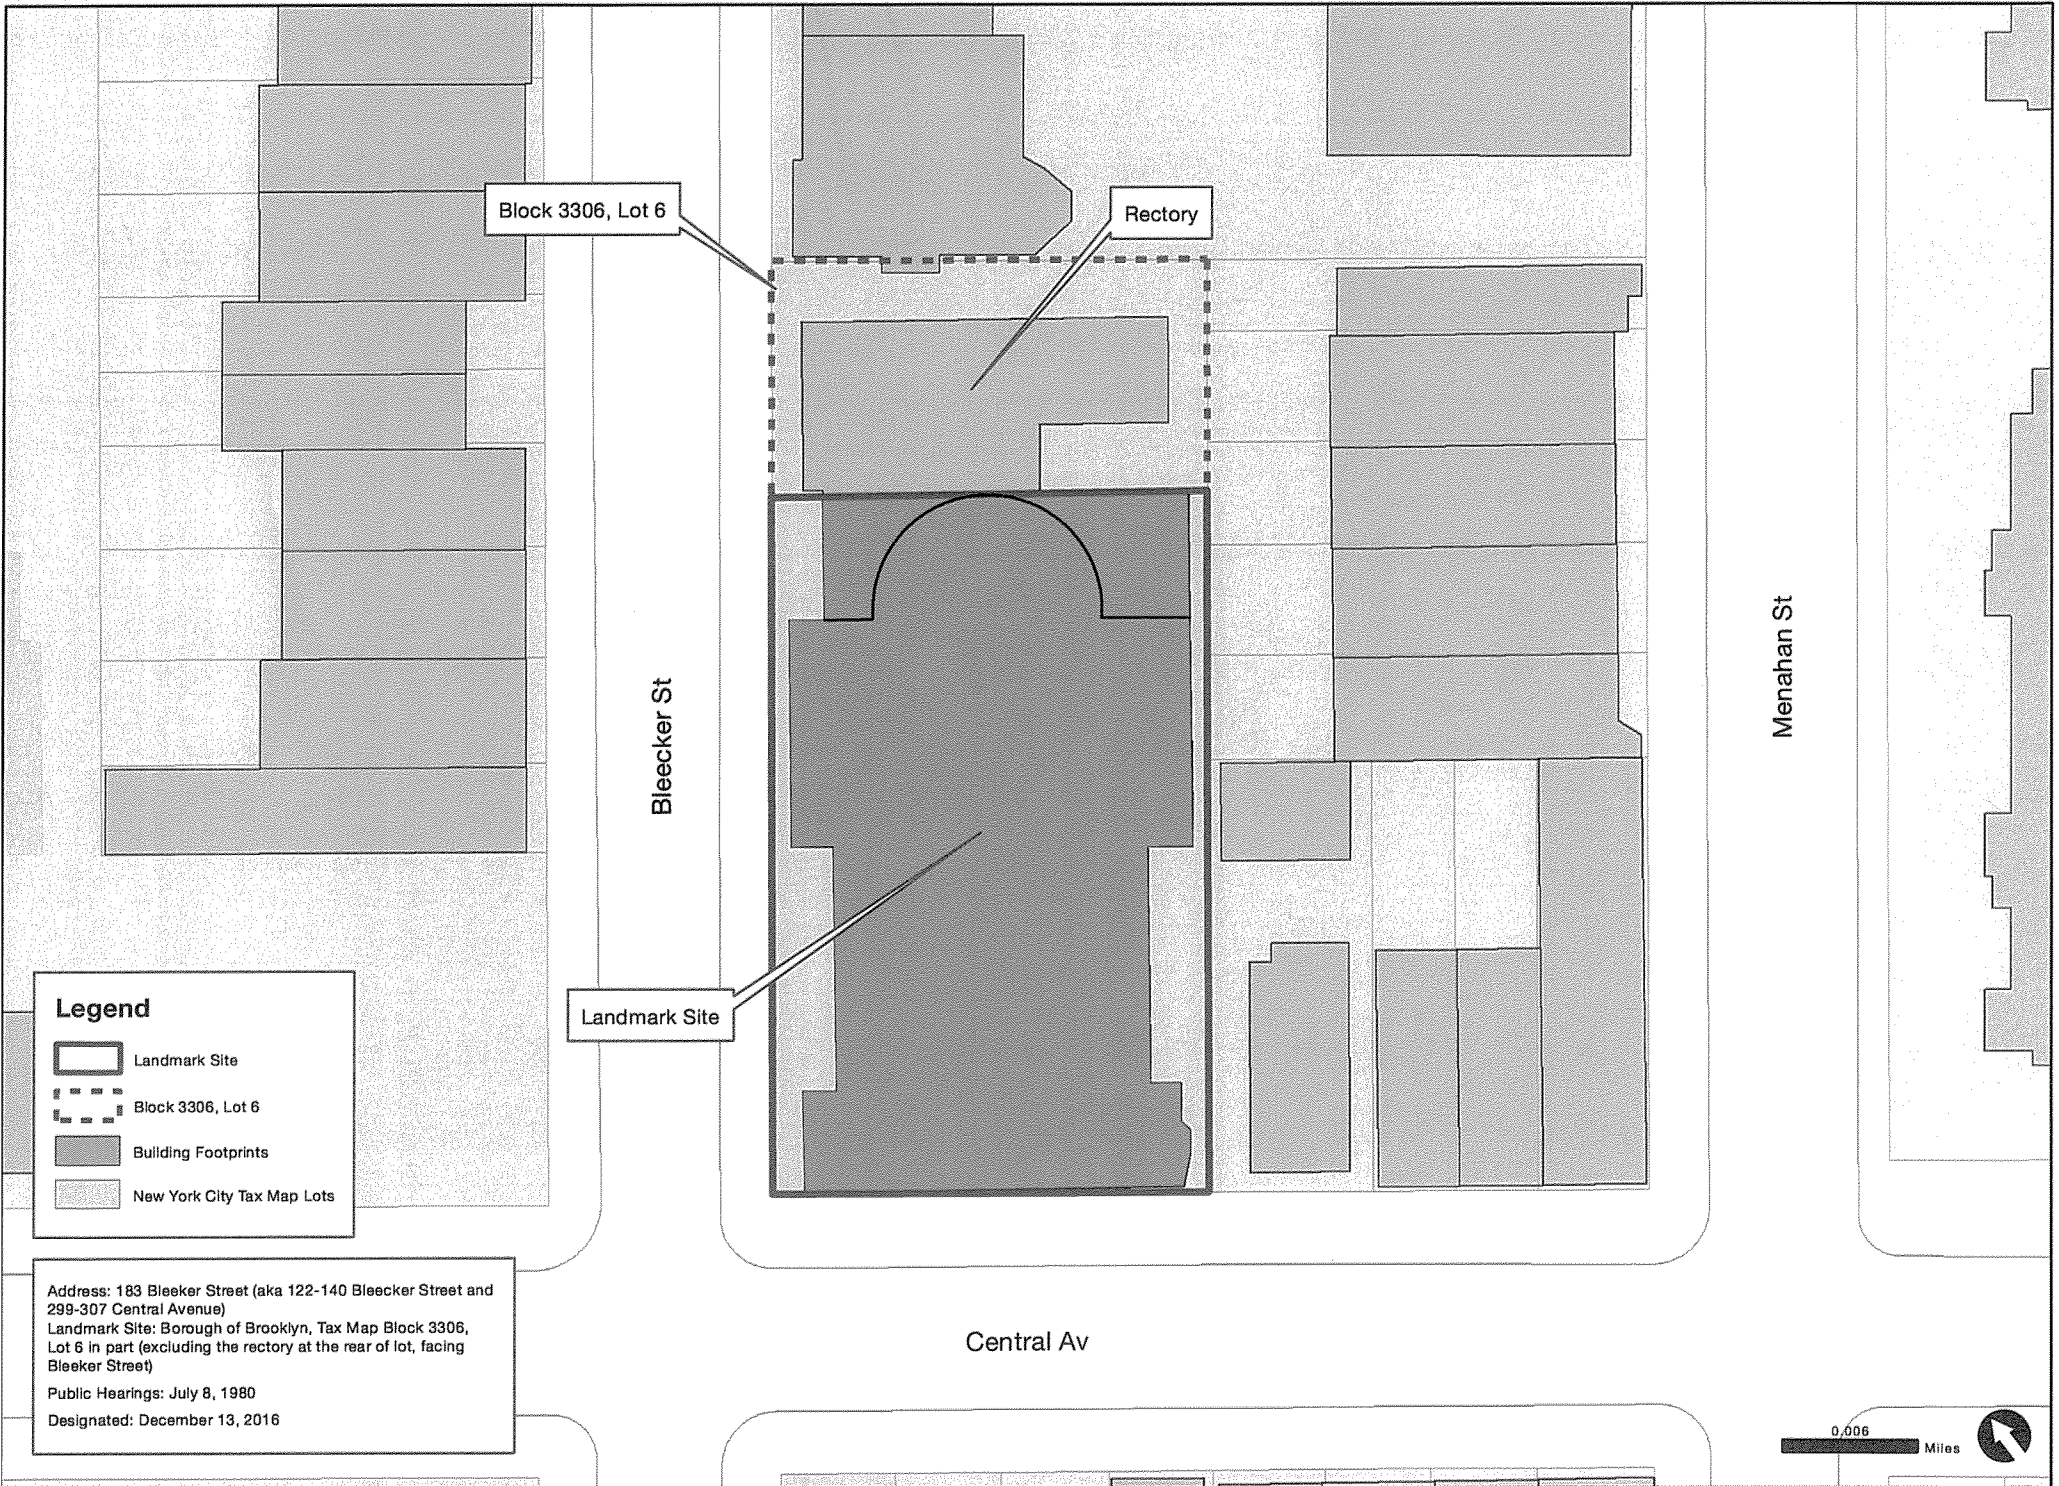 Block 3306, Lot 6
Rectory
Bleecker St
Menahan St
Landmark Site
Legend
Landmark Site
Block 3306, Lot 6
Building Footprints
New York City Tax Map Lots
Address: 183 Bleeker Street (aka 122-140 Bleecker Street and
299-307 Central Avenue)
Landmark Site: Borough of Brooklyn, Tax Map Block 3306,
Lot 6 in part (excluding the rectory at the rear of lot, facing
Bleeker Street)
Public Hearings: July 8, 1980
Designated: December 13, 2016
Central Av
0.006
Miles